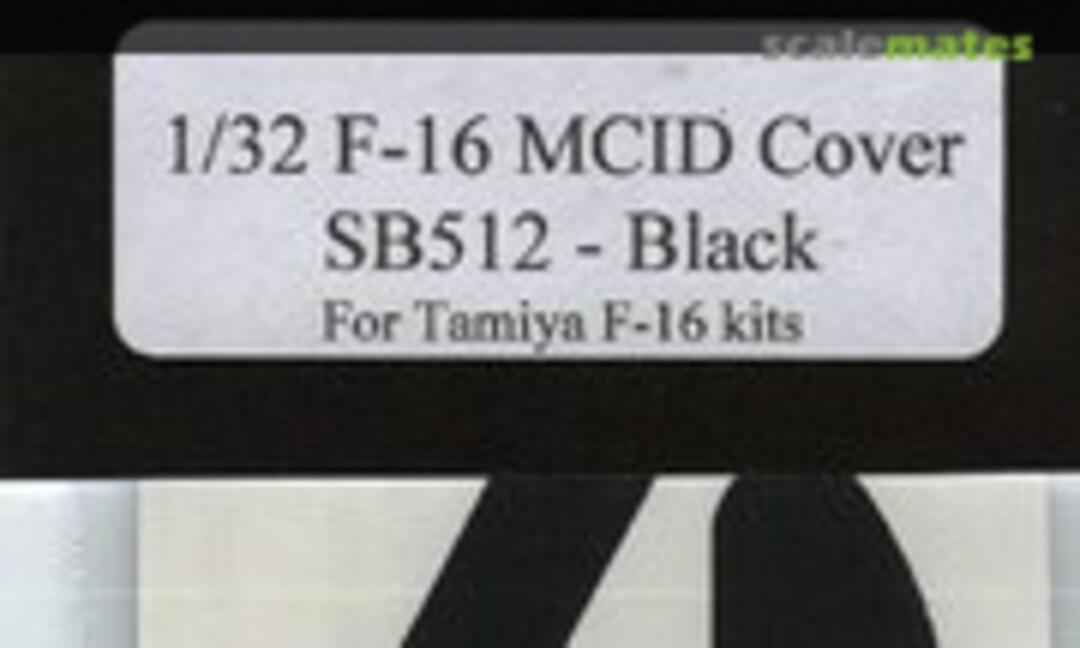 scalemates
1/32 F-16 MCID Cover
SB512 - Black
For Tamiya F-16 kits